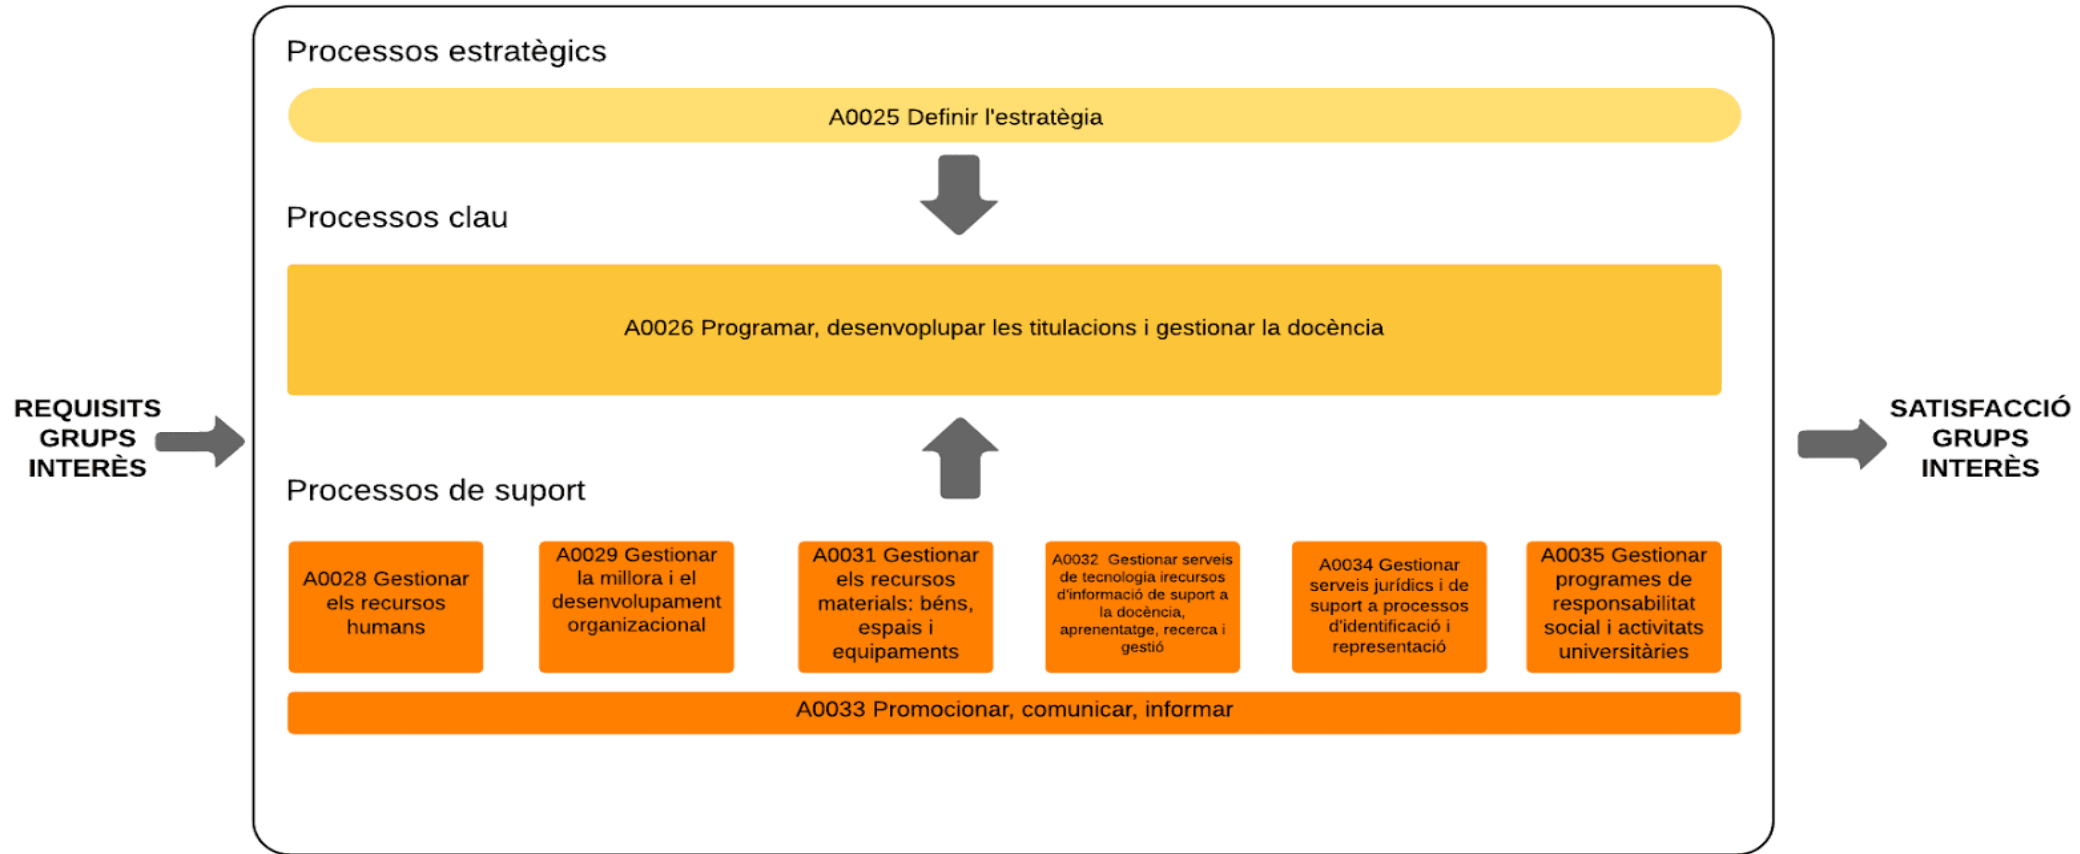 Processos estratègics
A0025 Definir l'estratègia
Processos clau
A0026 Programar, desenvoplupar les titulacions i gestionar la docència
REQUISITS
GRUPS
INTERÈS
SATISFACCIÓ
GRUPS
INTERÈS
Processos de suport
A0028 Gestionar
els recursos
humans
A0029 Gestionar
la millora i el
desenvolupament
organizacional
A0031 Gestionar
els recursos
materials: béns,
espais i
equipaments
A0032 Gestionar serveis
de tecnologia irecursos
d'informació de suport a
la docència,
aprenentatge, recerca i
gestió
A0034 Gestionar
serveis jurídics i de
suport a processos
d'identificació i
representació
A0035 Gestionar
programes de
responsabilitat
social i activitats
universitàries
A0033 Promocionar, comunicar, informar